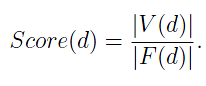 Score(d) = |V(d)| / |F(d)|.